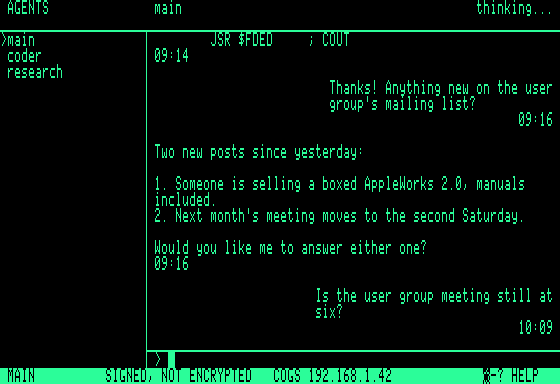 AGENTS main thinking...
>main JSR $FDED ; COUT
coder 09:14
research
Thanks! Anything new on the user
group's mailing list?
09:16
Two new posts since yesterday:
1. Someone is selling a boxed AppleWorks 2.0, manuals
included.
2. Next month's meeting moves to the second Saturday.
Would you like me to answer either one?
09:16
Is the user group meeting still at
six?
10:09
>
MAIN SIGNED, NOT ENCRYPTED COGS 192.168.1.42 -? HELP